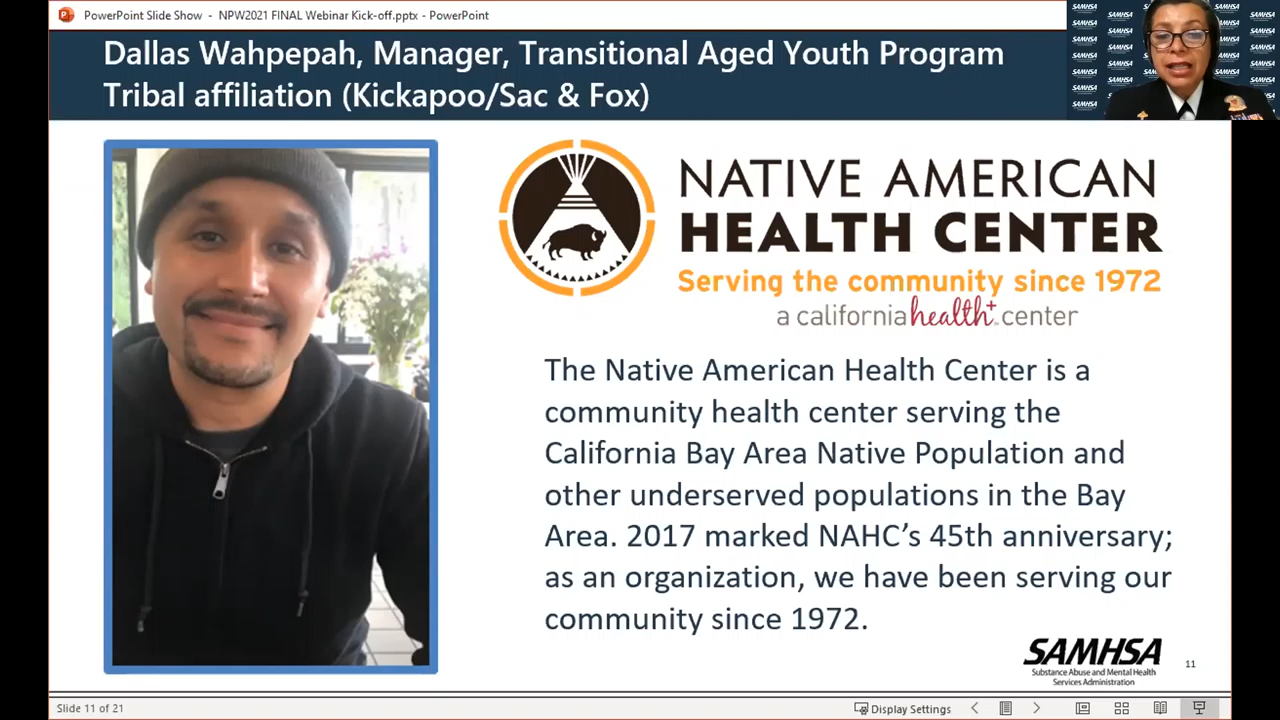 PowerPoint Slide Show - NPW2021 FINAL Webinar Kick-off.pptx - PowerPoint
Dallas Wahpepah, Manager, Transitional Aged Youth Program
Tribal affiliation (Kickapoo/Sac & Fox)
SAMHSA
NATIVE AMERICAN
HEALTH CENTER
Serving the community since 1972
a californiahealth+center
The Native American Health Center is a
community health center serving the
California Bay Area Native Population and
other underserved populations in the Bay
Area. 2017 marked NAHC’s 45th anniversary;
as an organization, we have been serving our
community since 1972.
SAMHSA
Substance Abuse and Mental Health
Services Administration
11
Slide 11 of 21
Display Settings